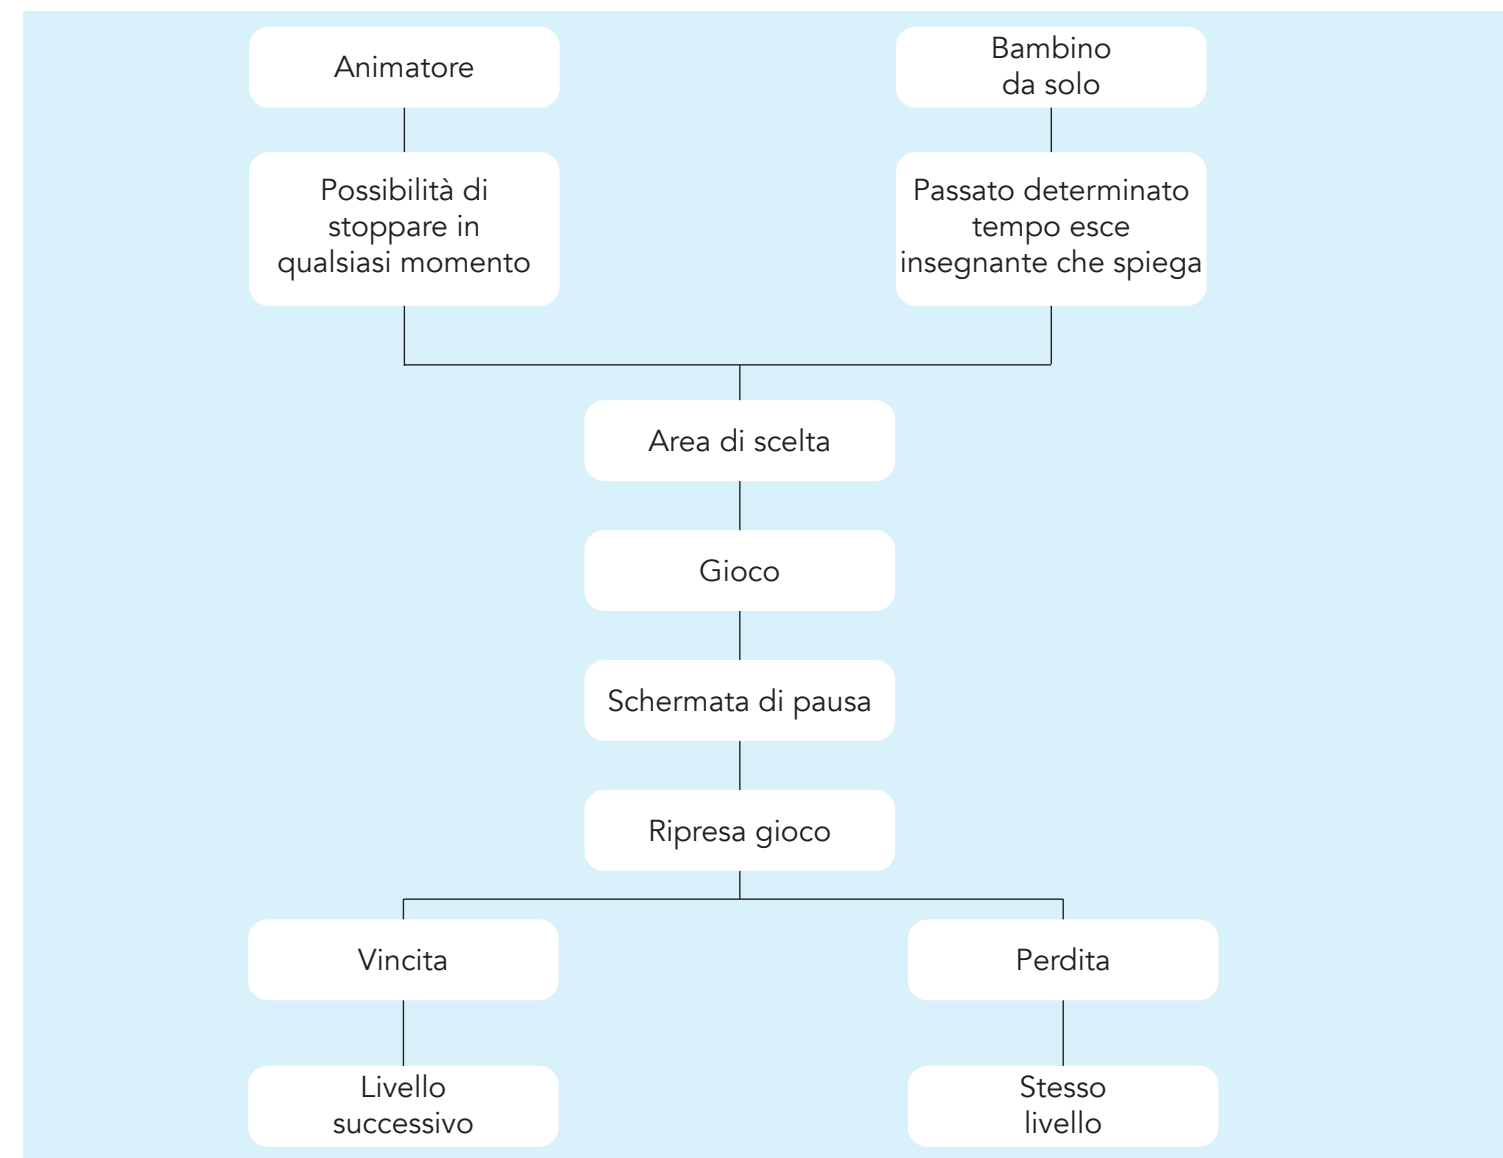 Animatore
Bambino
da solo
Possibilità di
stoppare in
qualsiasi momento
Passato determinato
tempo esce
insegnante che spiega
Area di scelta
Gioco
Schermata di pausa
Ripresa gioco
Vincita
Perdita
Livello
successivo
Stesso
livello